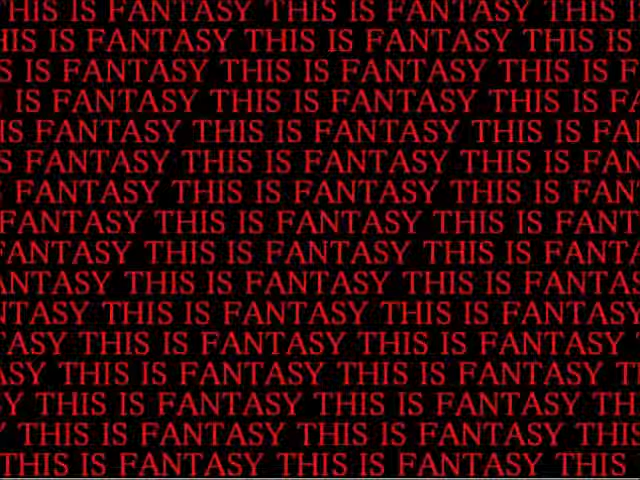 THIS IS FANTASY THIS IS FANTASY THIS IS
HIS IS FANTASY THIS IS FANTASY THIS IS
S IS FANTASY THIS IS FANTASY THIS IS F
IS FANTASY THIS IS FANTASY THIS IS FA
IS FANTASY THIS IS FANTASY THIS IS FA
S FANTASY THIS IS FANTASY THIS IS FAN
FANTASY THIS IS FANTASY THIS IS FAN
FANTASY THIS IS FANTASY THIS IS FANT
FANTASY THIS IS FANTASY THIS IS FANTA
ANTASY THIS IS FANTASY THIS IS FANTA
NTASY THIS IS FANTASY THIS IS FANTASY
TASY THIS IS FANTASY THIS IS FANTASY
ASY THIS IS FANTASY THIS IS FANTASY T
Y THIS IS FANTASY THIS IS FANTASY TH
THIS IS FANTASY THIS IS FANTASY THIS
THIS IS FANTASY THIS IS FANTASY THIS